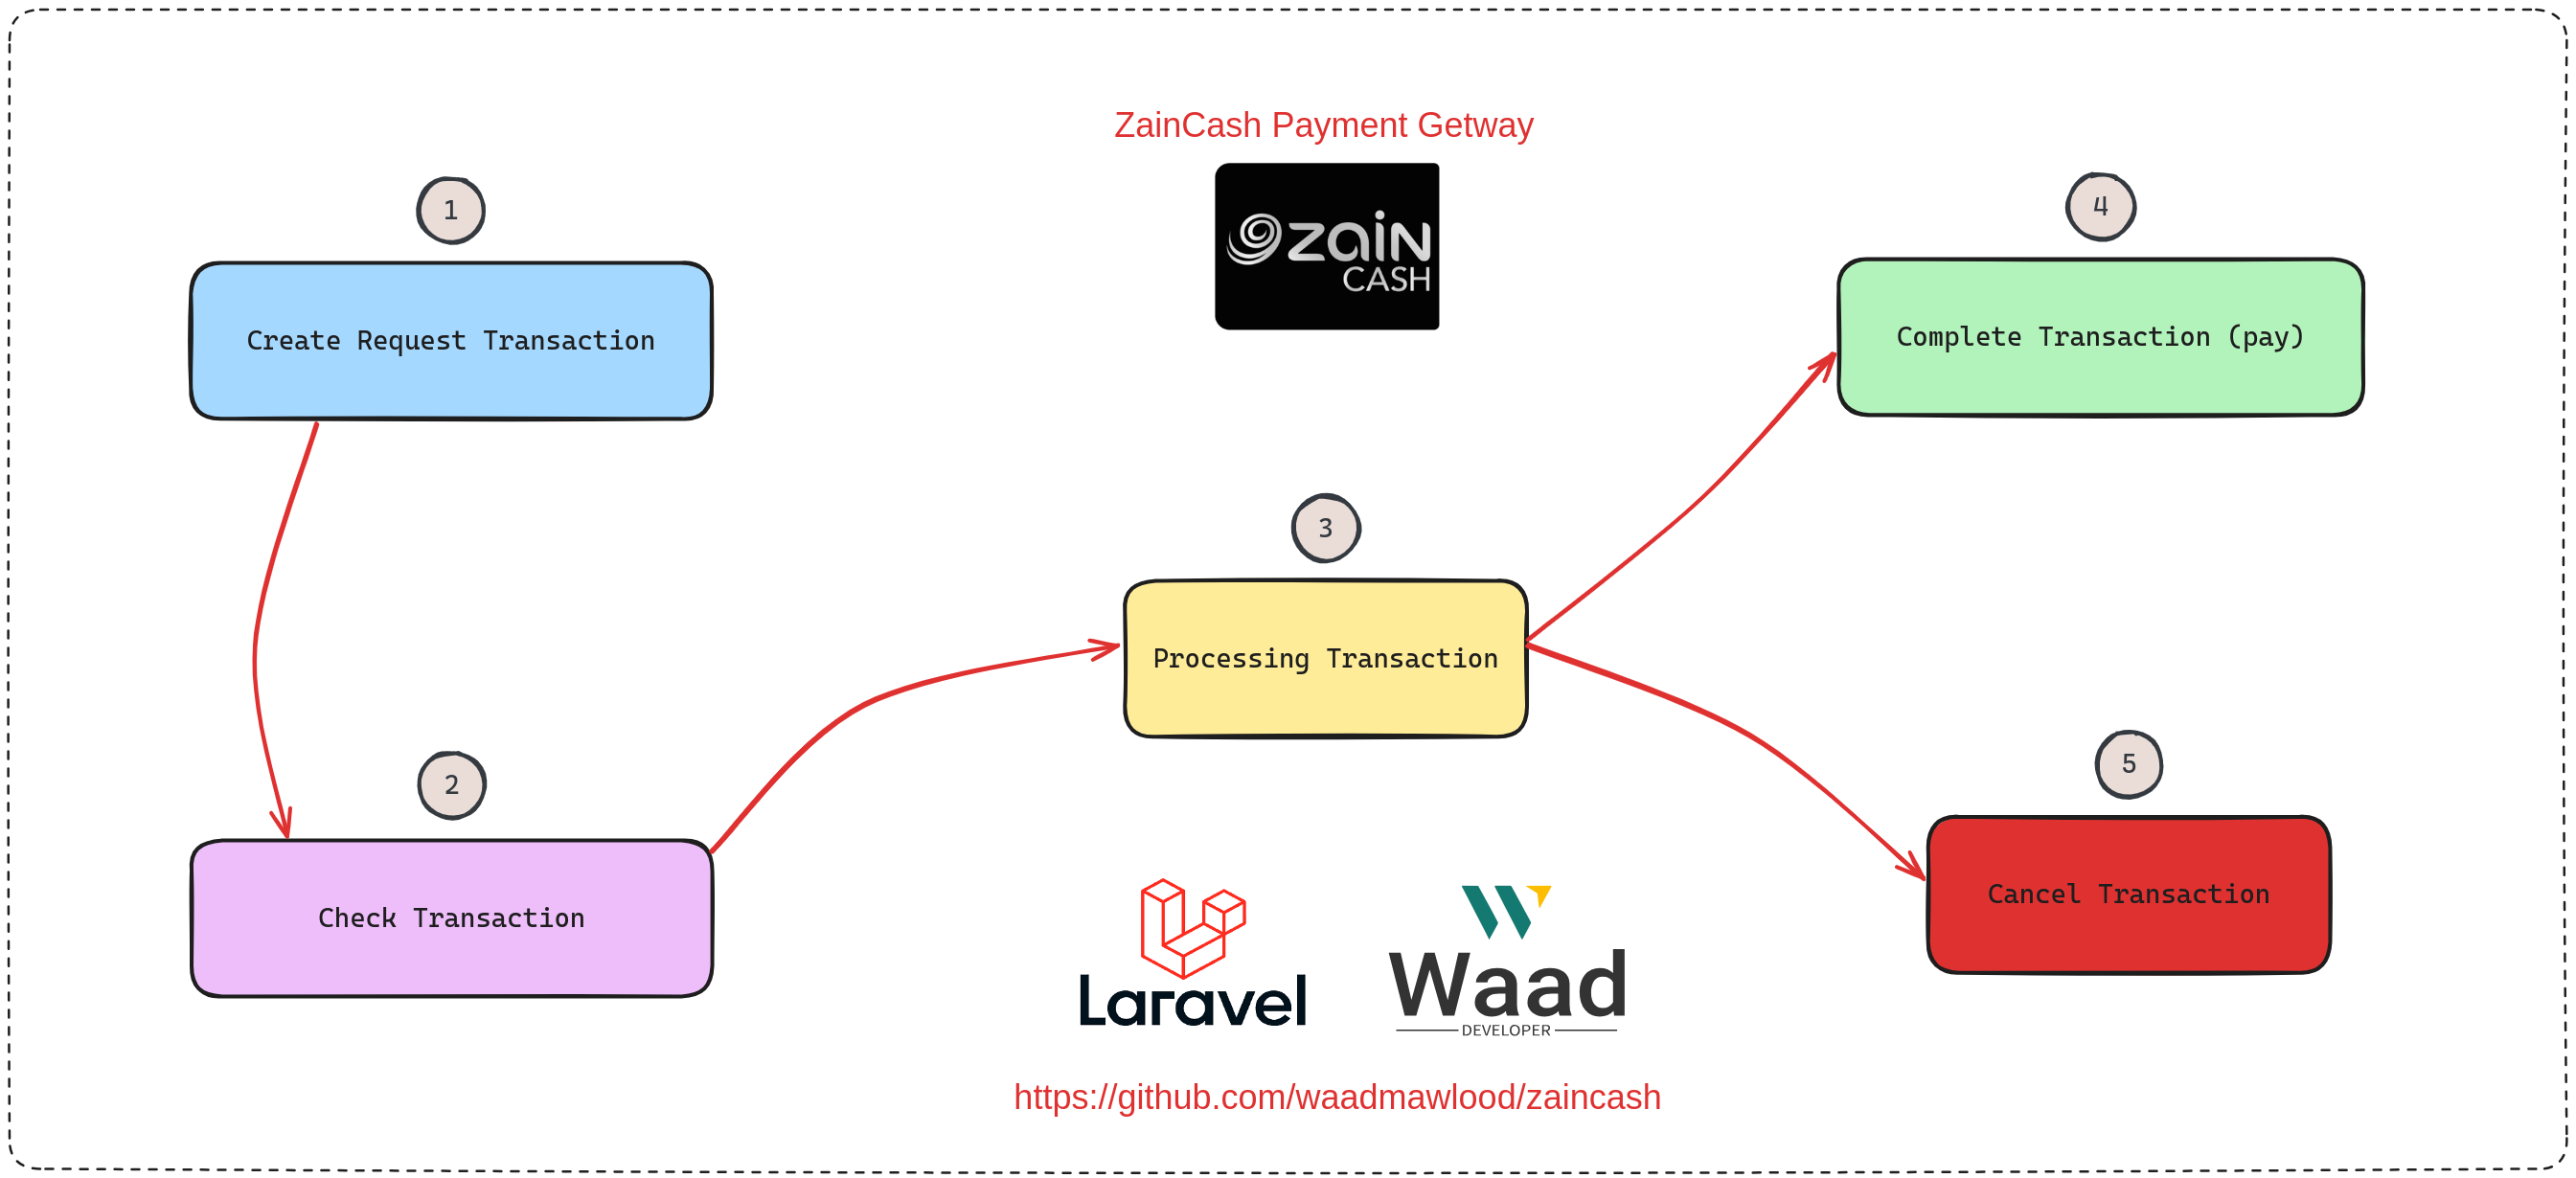 ZainCash Payment Getway
zain
CASH
1
Create Request Transaction
2
Check Transaction
3
Processing Transaction
4
Complete Transaction (pay)
5
Cancel Transaction
Laravel
Waad
DEVELOPER
https://github.com/waadmawlood/zaincash